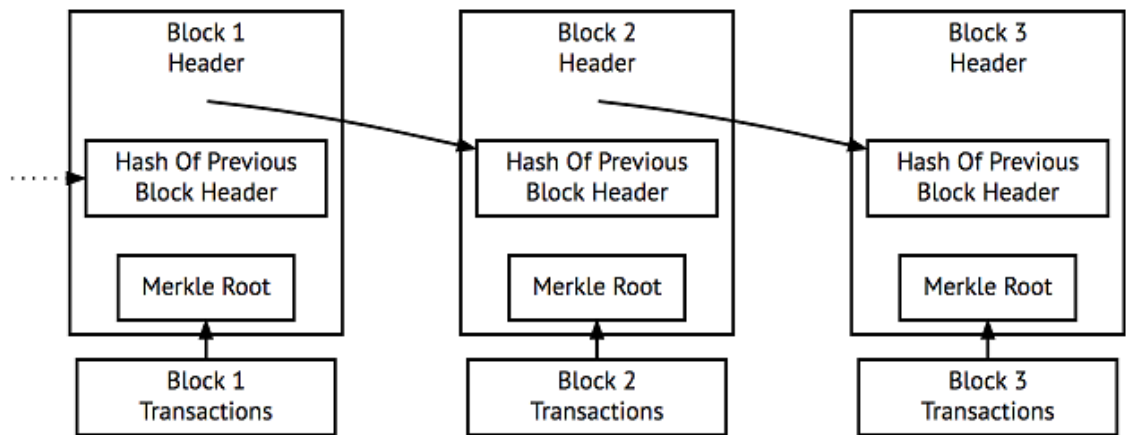 Block 1
Header
Hash Of Previous
Block Header
Merkle Root
Block 1
Transactions
Block 2
Header
Hash Of Previous
Block Header
Merkle Root
Block 2
Transactions
Block 3
Header
Hash Of Previous
Block Header
Merkle Root
Block 3
Transactions